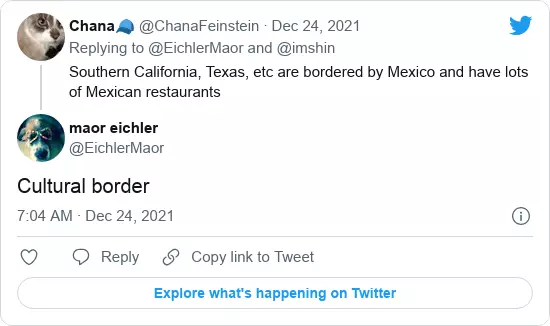 Chana🧢 @ChanaFeinstein · Dec 24, 2021
Replying to @EichlerMaor and @imshin
Southern California, Texas, etc are bordered by Mexico and have lots
of Mexican restaurants
maor eichler
@EichlerMaor
Cultural border
7:04 AM · Dec 24, 2021
Reply Copy link to Tweet
Explore what's happening on Twitter